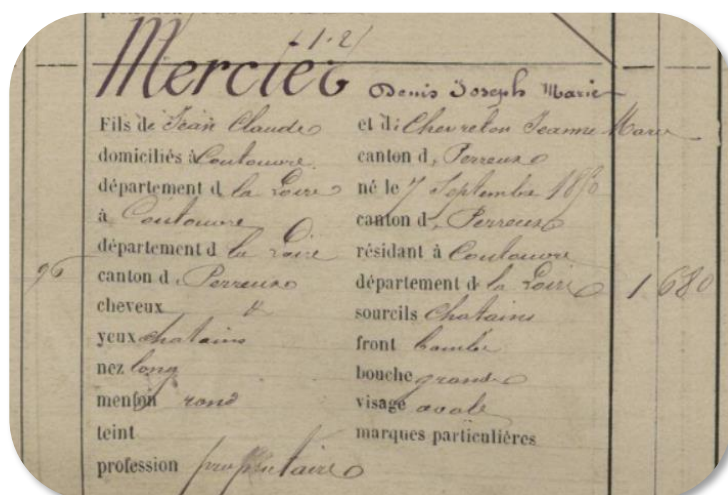 (1.2)
Mercier Denis Joseph Marie
Fils de Jean Claude et de Chevreton Jeanne Marie
domiciliés à Coutouvre canton d, Perreux
département d la Loire né le 7 Septembre 1850
à Coutouvre canton d, Perreux
département d la Loire résidant à Coutouvre
96 canton d, Perreux département d la Loire 1.680
cheveux sourcils chatains
yeux chatains front bombé
nez long bouche grande
menton rond visage ovale
teint marques particulières
profession propriétaire